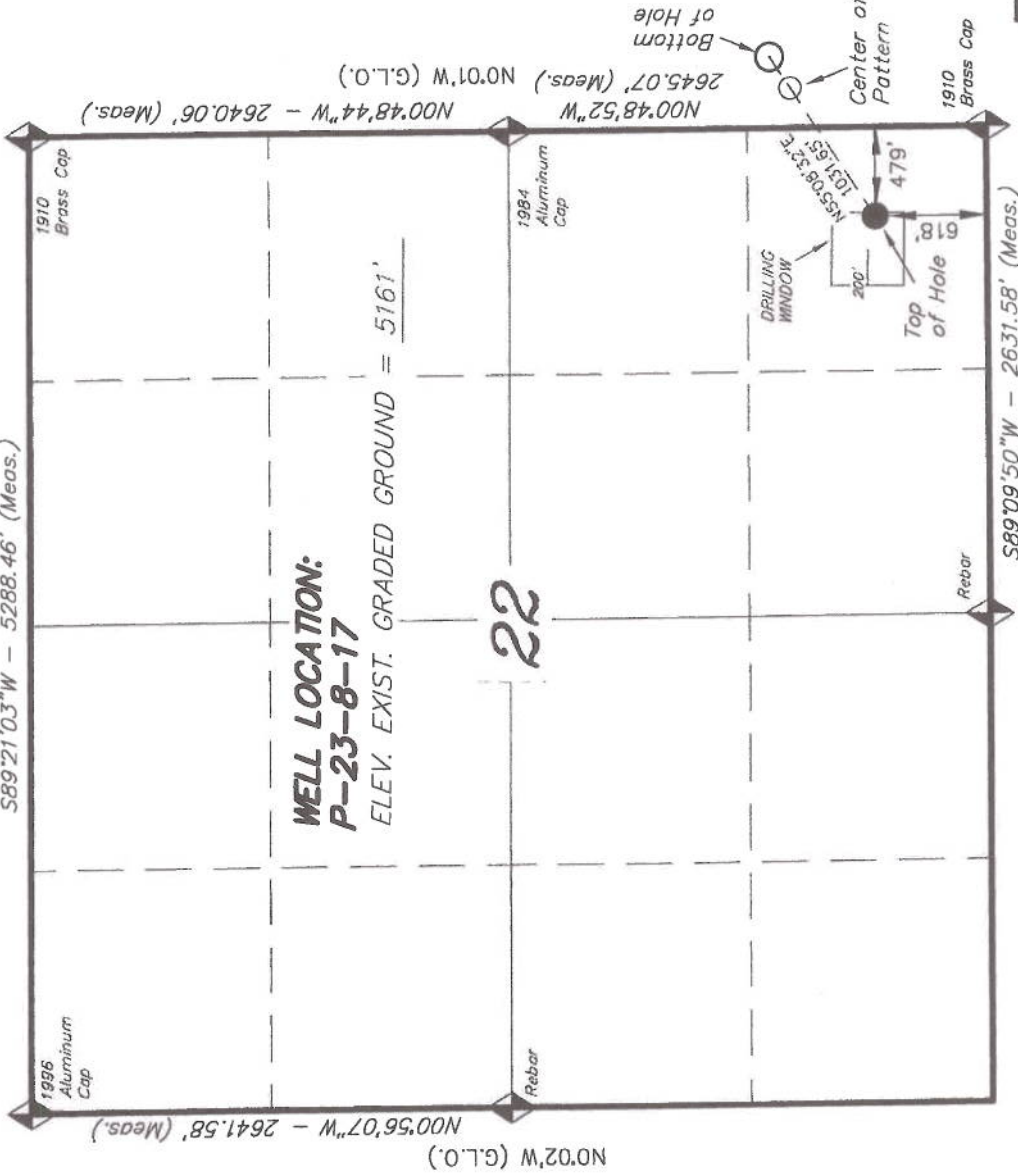 S89°21'03"W - 5288.46' (Meas.)
1996
Aluminum
Cap
1910
Brass Cap
N00°56'07"W - 2641.58' (Meas.)
N0°02'W (G.L.O.)
N00°48'44"W - 2640.06' (Meas.)
N0°01'W (G.L.O.)
WELL LOCATION:
P-23-8-17
ELEV. EXIST. GRADED GROUND = 5161'
22
Rebar
1984
Aluminum
Cap
N00°48'52"W
2645.07' (Meas.)
Bottom
of Hole
Center of
Pattern
N55°08'32"E
1031.65'
DRILLING
WINDOW
200'
479'
618'
Top
of Hole
Rebar
1910
Brass Cap
S89°09'50"W - 2631.58' (Meas.)